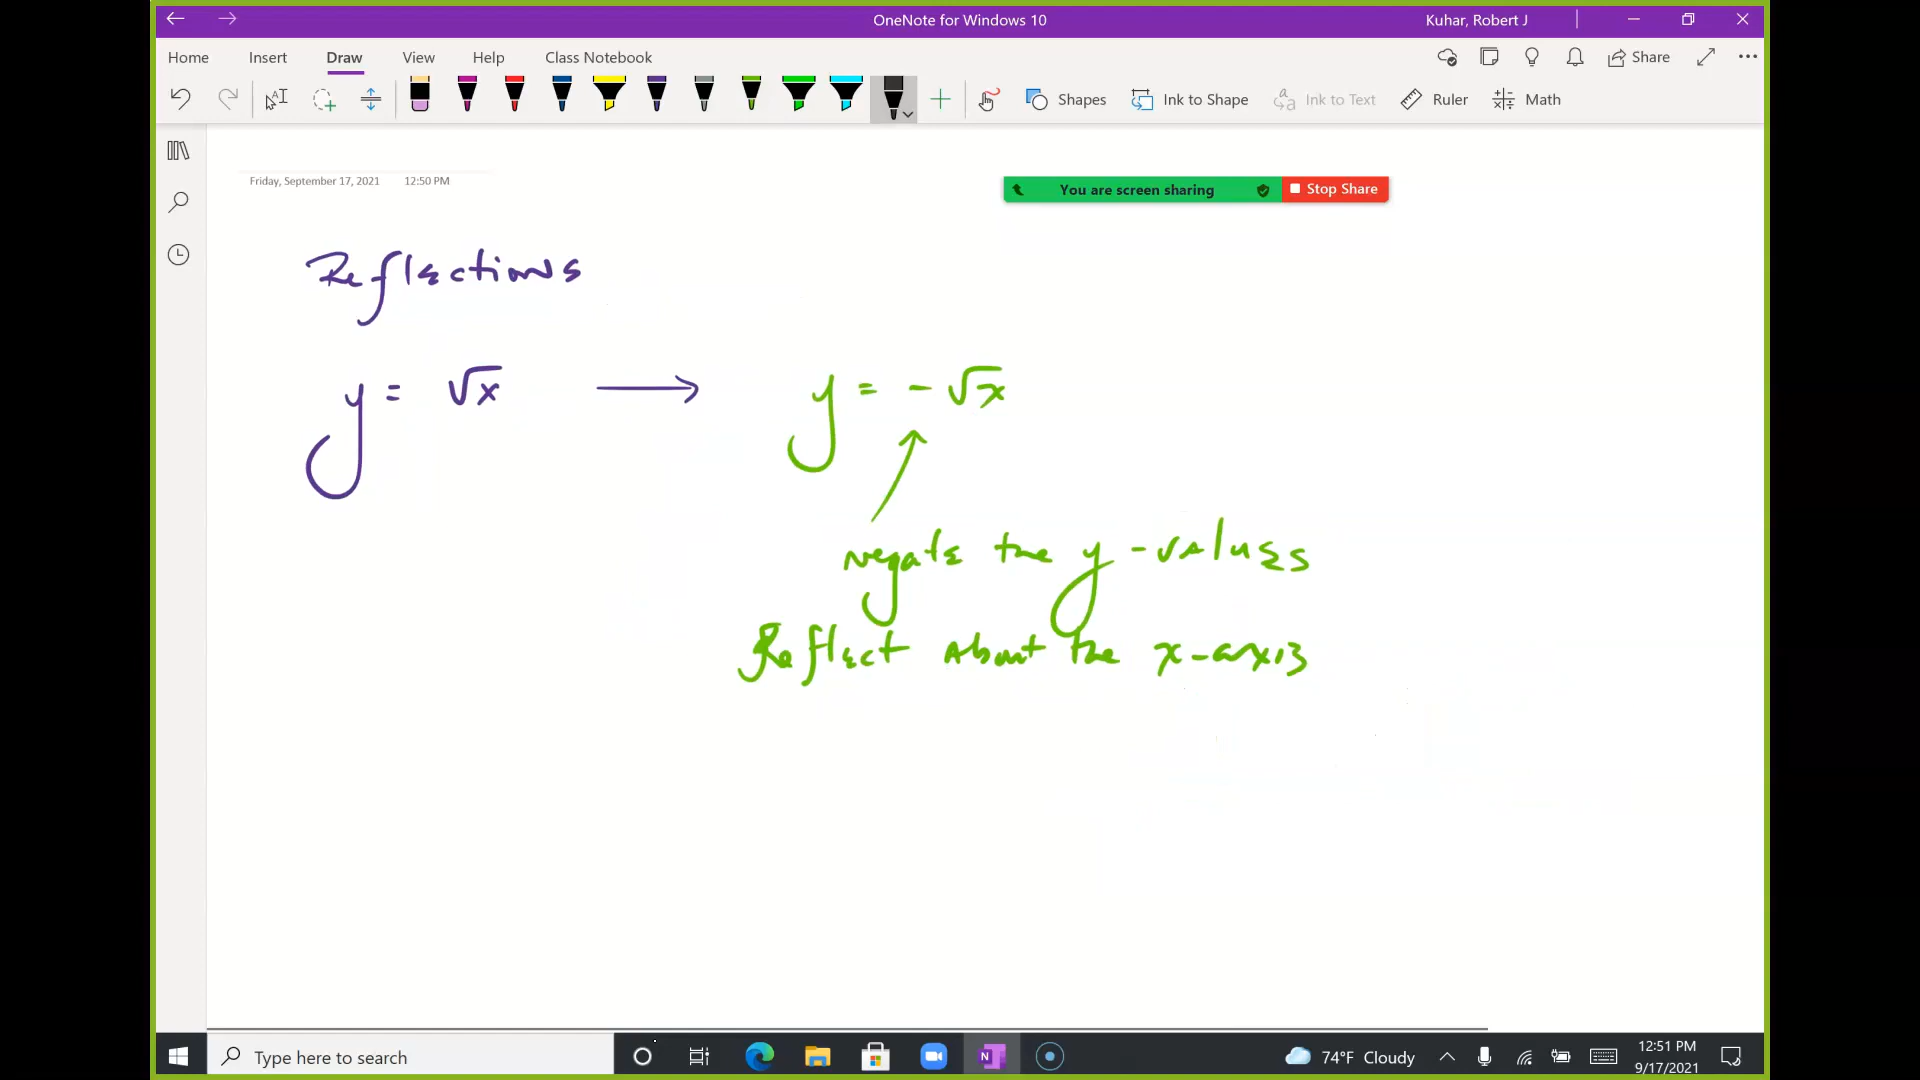 OneNote for Windows 10
Kuhar, Robert J
Home Insert Draw View Help Class Notebook
Share
Shapes Ink to Shape Ink to Text Ruler Math
Friday, September 17, 2021 12:50 PM
You are screen sharing Stop Share
Reflections
y = √x → y = - √x
negate the y-values
Reflect About the x-axis
Type here to search
74°F Cloudy
12:51 PM
9/17/2021